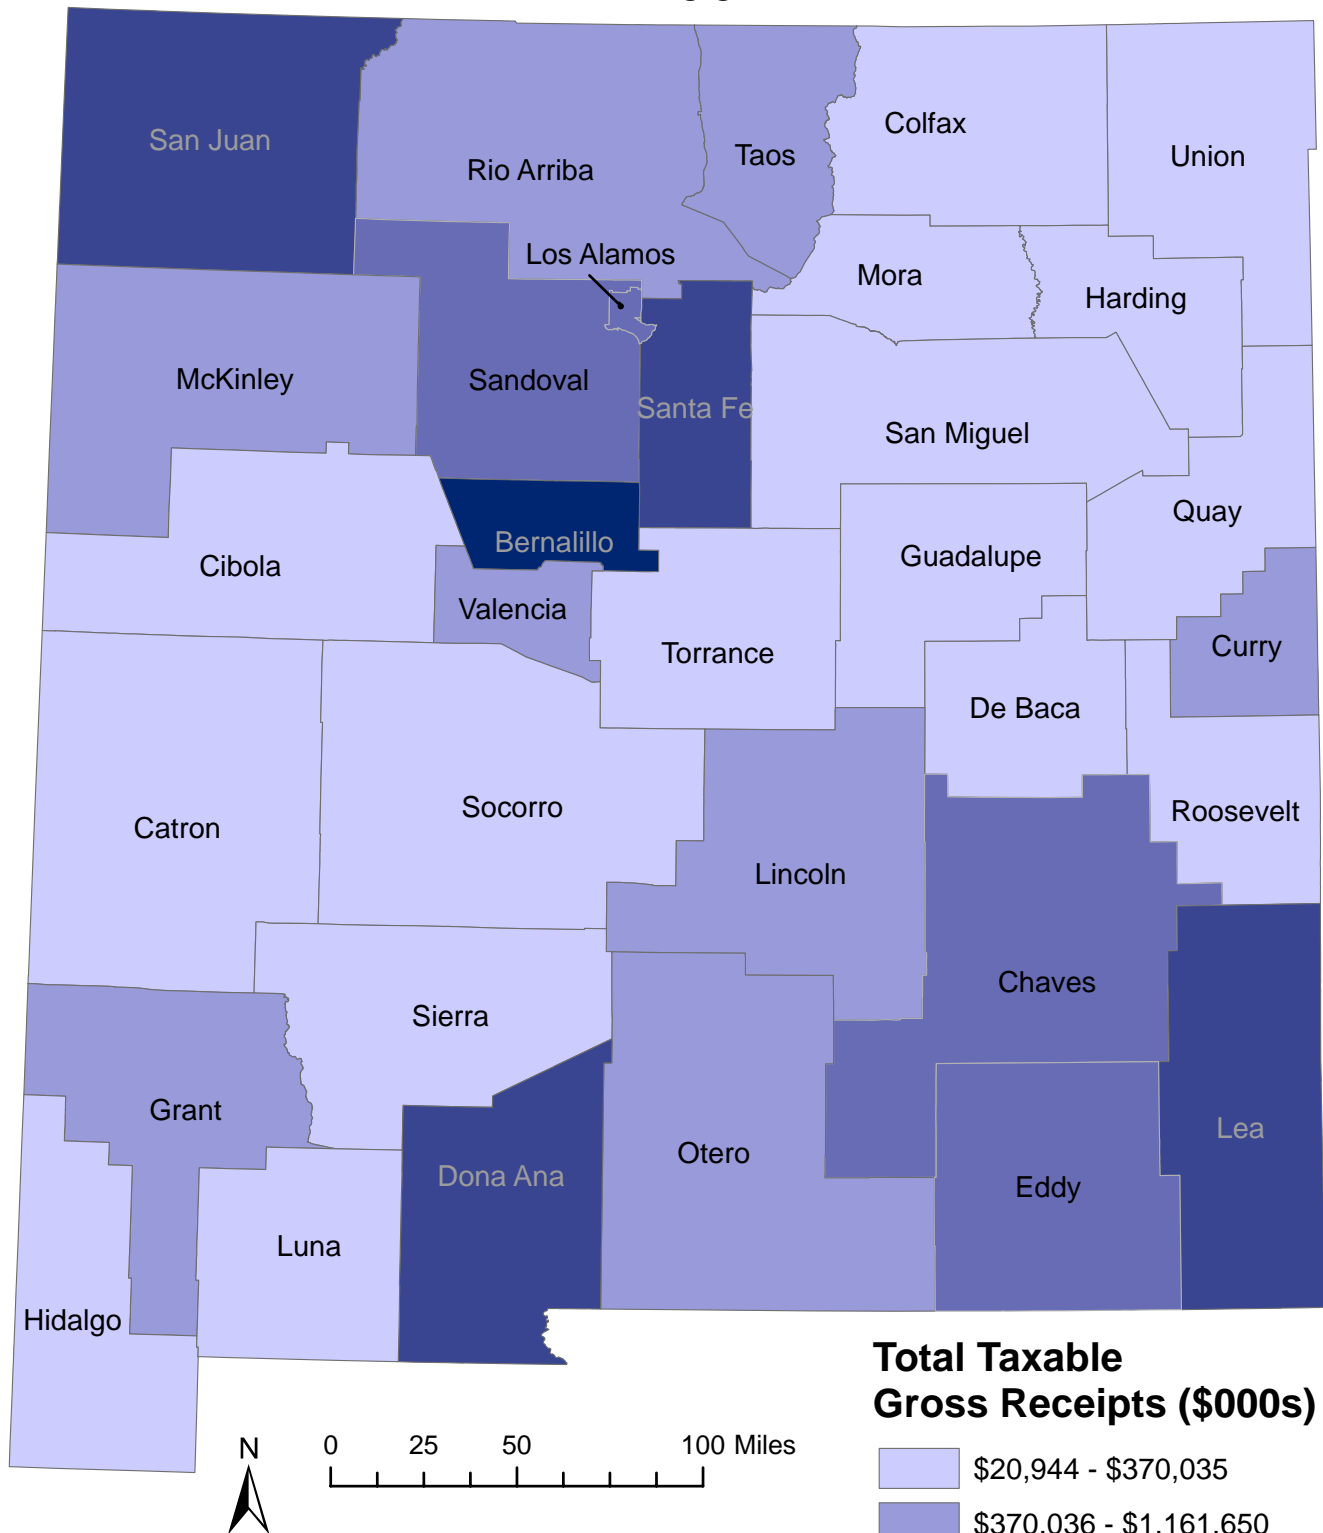 San Juan
Rio Arriba
Taos
Colfax
Union
Los Alamos
Mora
Harding
McKinley
Sandoval
Santa Fe
San Miguel
Quay
Bernalillo
Guadalupe
Cibola
Valencia
Torrance
Curry
De Baca
Catron
Socorro
Roosevelt
Lincoln
Chaves
Sierra
Grant
Otero
Lea
Dona Ana
Eddy
Luna
Hidalgo
Total Taxable
Gross Receipts ($000s)
N
0 25 50 100 Miles
$20,944 - $370,035
$370,036 - $1,161,650